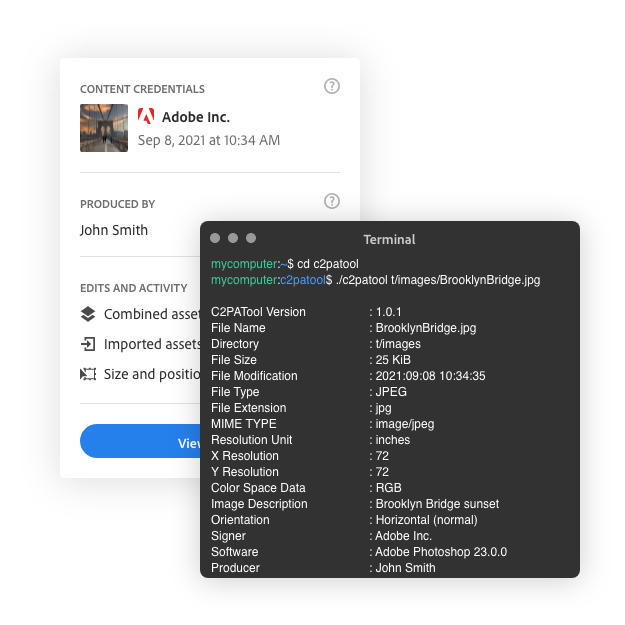 CONTENT CREDENTIALS
Adobe Inc.
Sep 8, 2021 at 10:34 AM
PRODUCED BY
John Smith
EDITS AND ACTIVITY
Combined
Imported assets
Size and
Terminal
mycomputer:~$ cd c2patool
mycomputer:c2patool$ ./c2patool t/images/BrooklynBridge.jpg
C2PATool Version : 1.0.1
File Name : BrooklynBridge.jpg
Directory : t/images
File Size : 25 KiB
File Modification : 2021:09:08 10:34:35
File Type : JPEG
File Extension : jpg
MIME TYPE : image/jpeg
Resolution Unit : inches
X Resolution : 72
Y Resolution : 72
Color Space Data : RGB
Image Description : Brooklyn Bridge sunset
Orientation : Horizontal (normal)
Signer : Adobe Inc.
Software : Adobe Photoshop 23.0.0
Producer : John Smith